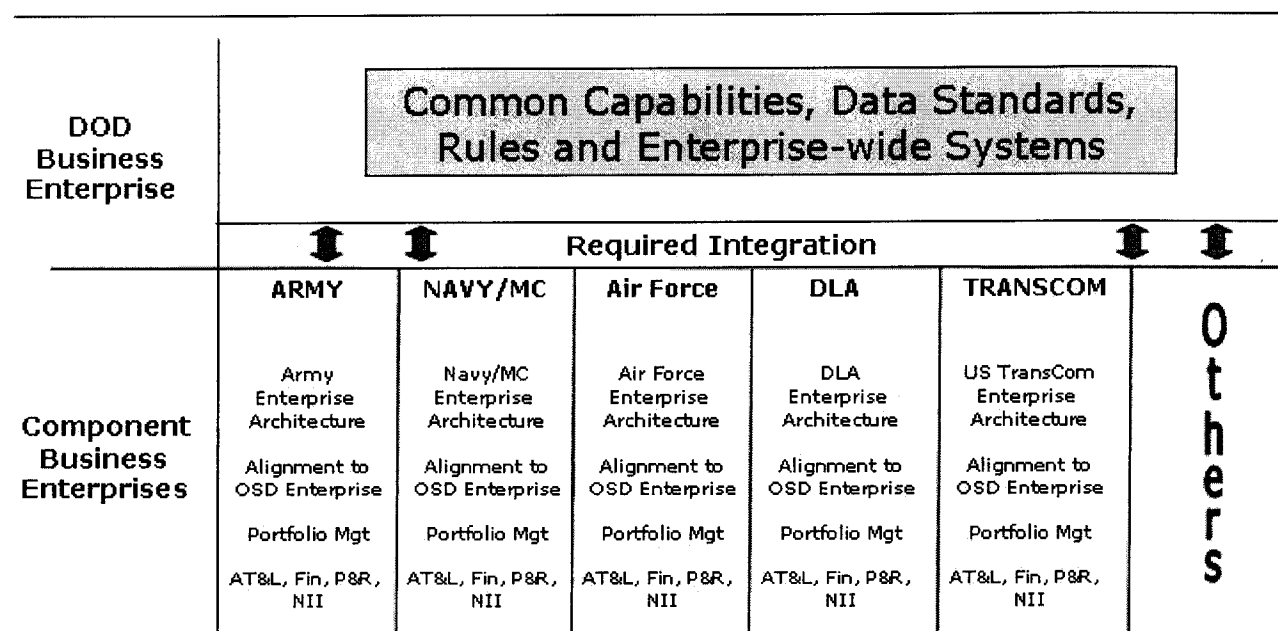 DOD
Business
Enterprise
Common Capabilities, Data Standards,
Rules and Enterprise-wide Systems
Required Integration
Component
Business
Enterprises
ARMY
Army
Enterprise
Architecture
Alignment to
OSD Enterprise
Portfolio Mgt
AT&L, Fin, P&R,
NII
NAVY/MC
Navy/MC
Enterprise
Architecture
Alignment to
OSD Enterprise
Portfolio Mgt
AT&L, Fin, P&R,
NII
Air Force
Air Force
Enterprise
Architecture
Alignment to
OSD Enterprise
Portfolio Mgt
AT&L, Fin, P&R,
NII
DLA
DLA
Enterprise
Architecture
Alignment to
OSD Enterprise
Portfolio Mgt
AT&L, Fin, P&R,
NII
TRANSCOM
US TransCom
Enterprise
Architecture
Alignment to
OSD Enterprise
Portfolio Mgt
AT&L, Fin, P&R,
NII
Others